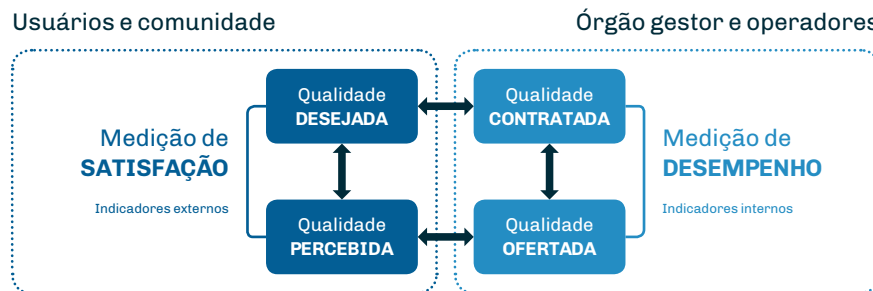 Usuários e comunidade
Órgão gestor e operadores
Qualidade
DESEJADA
Qualidade
CONTRATADA
Medição de
SATISFAÇÃO
Indicadores externos
Medição de
DESEMPENHO
Indicadores internos
Qualidade
PERCEBIDA
Qualidade
OFERTADA